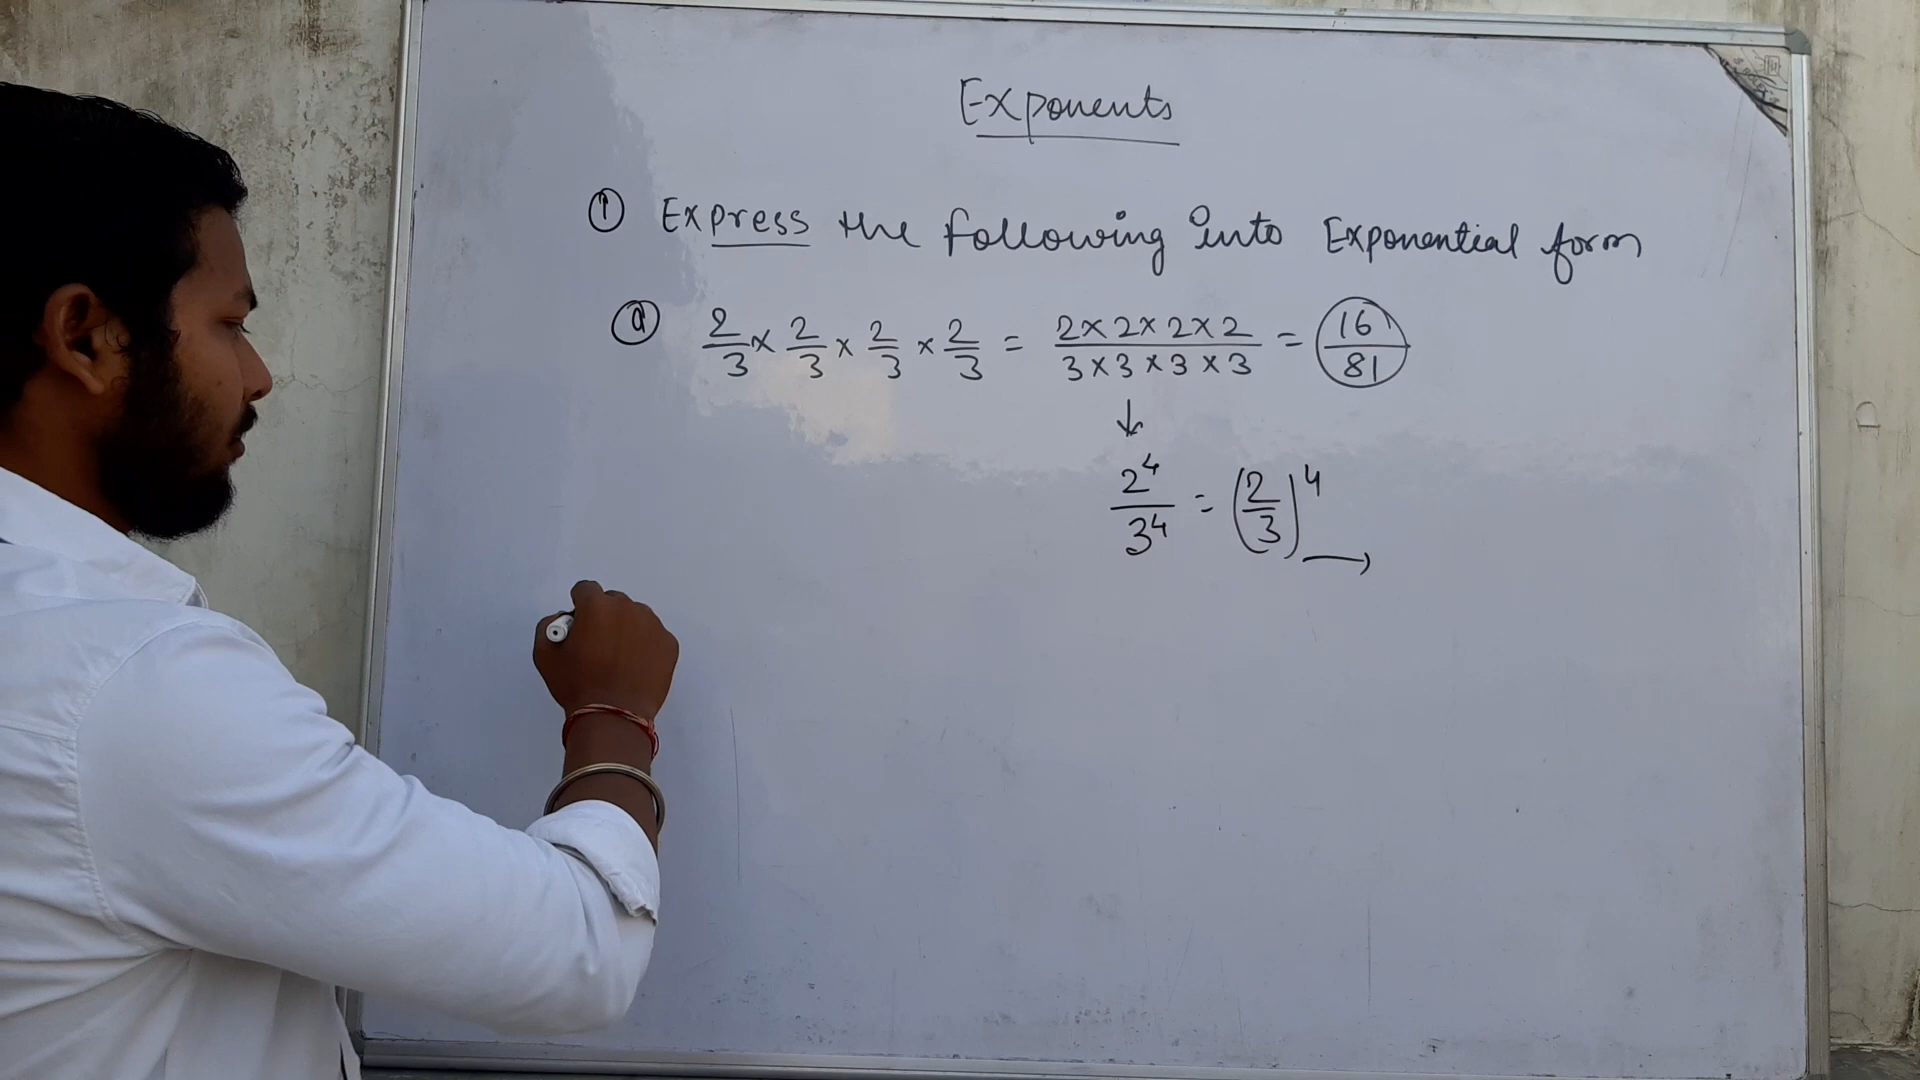 Exponents
① Express the following into Exponential form
ⓐ 2/3 × 2/3 × 2/3 × 2/3 = 2×2×2×2/3×3×3×3 = 16/81
↓
2⁴/3⁴ = (2/3)⁴